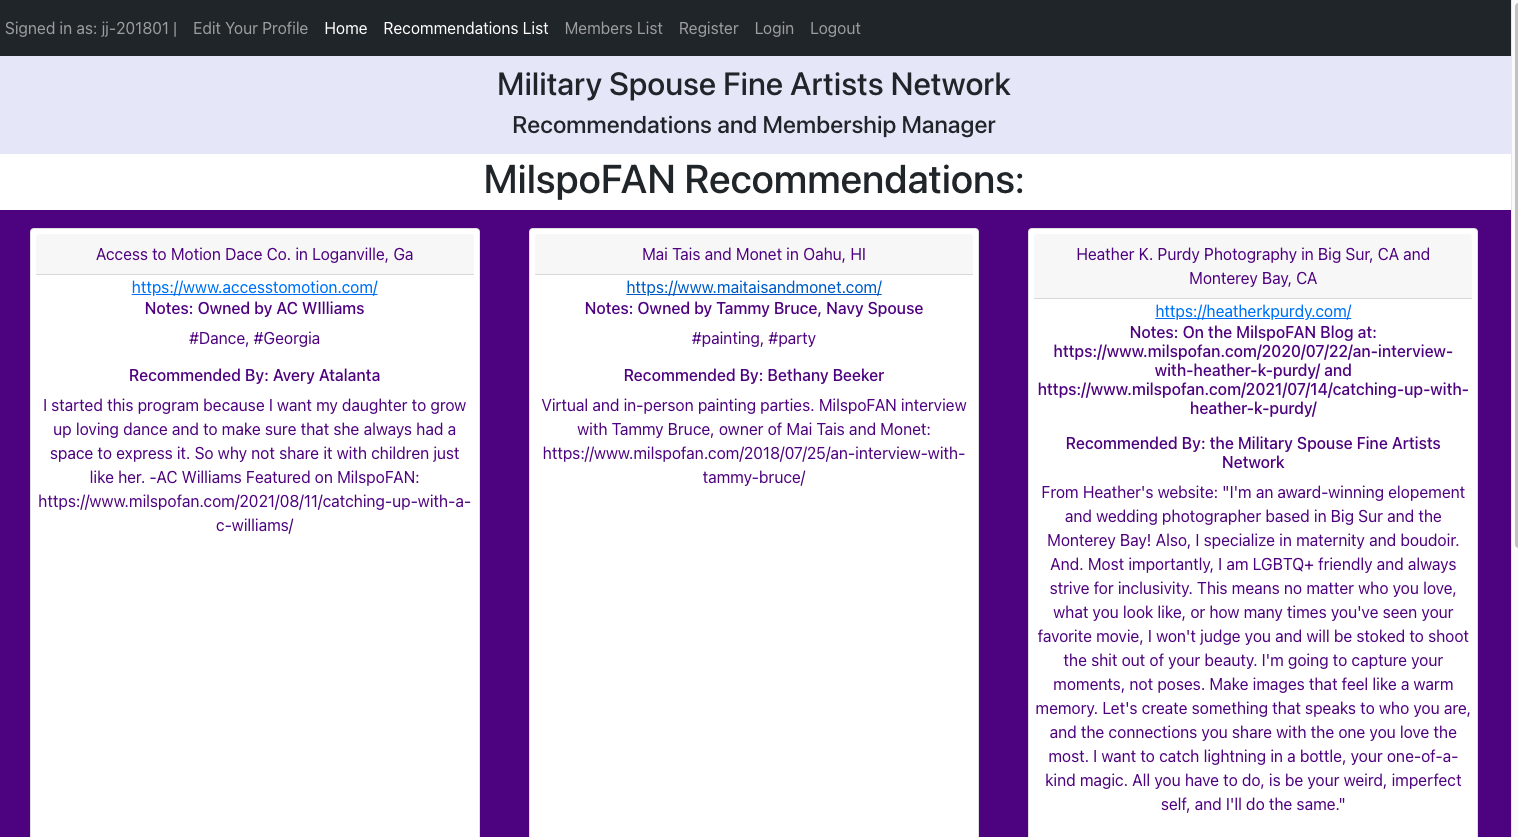 Signed in as: jj-201801 | Edit Your Profile Home Recommendations List Members List Register Login Logout
Military Spouse Fine Artists Network
Recommendations and Membership Manager
MilspoFAN Recommendations:
Access to Motion Dace Co. in Loganville, Ga
https://www.accesstomotion.com/
Notes: Owned by AC WIlliams
#Dance, #Georgia
Recommended By: Avery Atalanta
I started this program because I want my daughter to grow
up loving dance and to make sure that she always had a
space to express it. So why not share it with children just
like her. -AC Williams Featured on MilspoFAN:
https://www.milspofan.com/2021/08/11/catching-up-with-a-
c-williams/
Mai Tais and Monet in Oahu, HI
https://www.maitaisandmonet.com/
Notes: Owned by Tammy Bruce, Navy Spouse
#painting, #party
Recommended By: Bethany Beeker
Virtual and in-person painting parties. MilspoFAN interview
with Tammy Bruce, owner of Mai Tais and Monet:
https://www.milspofan.com/2018/07/25/an-interview-with-
tammy-bruce/
Heather K. Purdy Photography in Big Sur, CA and
Monterey Bay, CA
https://heatherkpurdy.com/
Notes: On the MilspoFAN Blog at:
https://www.milspofan.com/2020/07/22/an-interview-
with-heather-k-purdy/ and
https://www.milspofan.com/2021/07/14/catching-up-with-
heather-k-purdy/
Recommended By: the Military Spouse Fine Artists
Network
From Heather's website: "I'm an award-winning elopement
and wedding photographer based in Big Sur and the
Monterey Bay! Also, I specialize in maternity and boudoir.
And. Most importantly, I am LGBTQ+ friendly and always
strive for inclusivity. This means no matter who you love,
what you look like, or how many times you've seen your
favorite movie, I won't judge you and will be stoked to shoot
the shit out of your beauty. I'm going to capture your
moments, not poses. Make images that feel like a warm
memory. Let's create something that speaks to who you are,
and the connections you share with the one you love the
most. I want to catch lightning in a bottle, your one-of-a-
kind magic. All you have to do, is be your weird, imperfect
self, and I'll do the same."